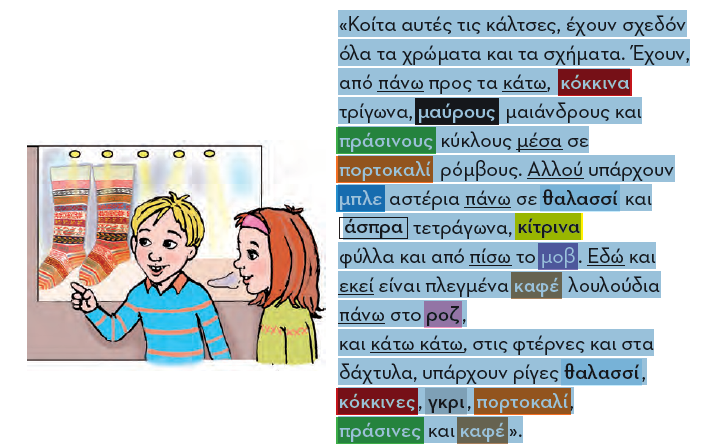 «Κοίτα αυτές τις κάλτσες, έχουν σχεδόν
όλα τα χρώματα και τα σχήματα. Έχουν,
από πάνω προς τα κάτω, κόκκινα
τρίγωνα, μαύρους μαιάνδρους και
πράσινους κύκλους μέσα σε
πορτοκαλί ρόμβους. Αλλού υπάρχουν
μπλε αστέρια πάνω σε θαλασσί και
άσπρα τετράγωνα, κίτρινα
φύλλα και από πίσω το μοβ. Εδώ και
εκεί είναι πλεγμένα καφέ λουλούδια
πάνω στο ροζ,
και κάτω κάτω, στις φτέρνες και στα
δάχτυλα, υπάρχουν ρίγες θαλασσί,
κόκκινες, γκρι, πορτοκαλί,
πράσινες και καφέ».